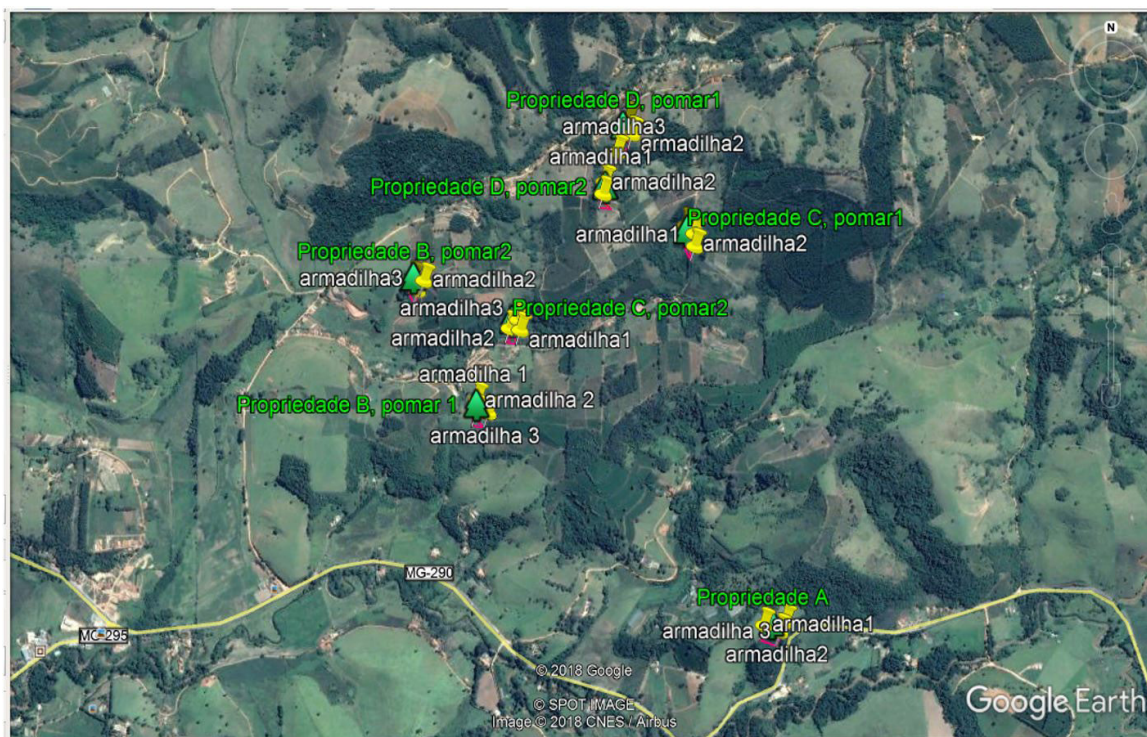 N
Propriedade D, pomar1
armadilha3
armadilha2
armadilha1
armadilha2
Propriedade D, pomar2
Propriedade C, pomar1
armadilha1
armadilha2
Propriedade B, pomar2
armadilha3
armadilha2
armadilha3
Propriedade C, pomar2
armadilha2
armadilha1
armadilha 1
armadilha 2
Propriedade B, pomar 1
armadilha 3
MG-290
Propriedade A
armadilha 3
armadilha1
armadilha2
MG-295
© 2018 Google
© SPOT IMAGE
Image © 2018 CNES / Airbus
Google Earth